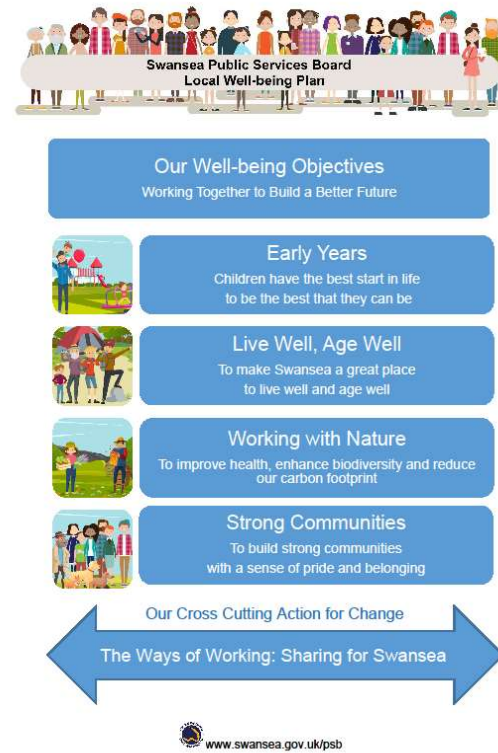 Swansea Public Services Board
Local Well-being Plan
Our Well-being Objectives
Working Together to Build a Better Future
Early Years
Children have the best start in life
to be the best that they can be
Live Well, Age Well
To make Swansea a great place
to live well and age well
Working with Nature
To improve health, enhance biodiversity and reduce
our carbon footprint
Strong Communities
To build strong communities
with a sense of pride and belonging
Our Cross Cutting Action for Change
The Ways of Working: Sharing for Swansea
www.swansea.gov.uk/psb